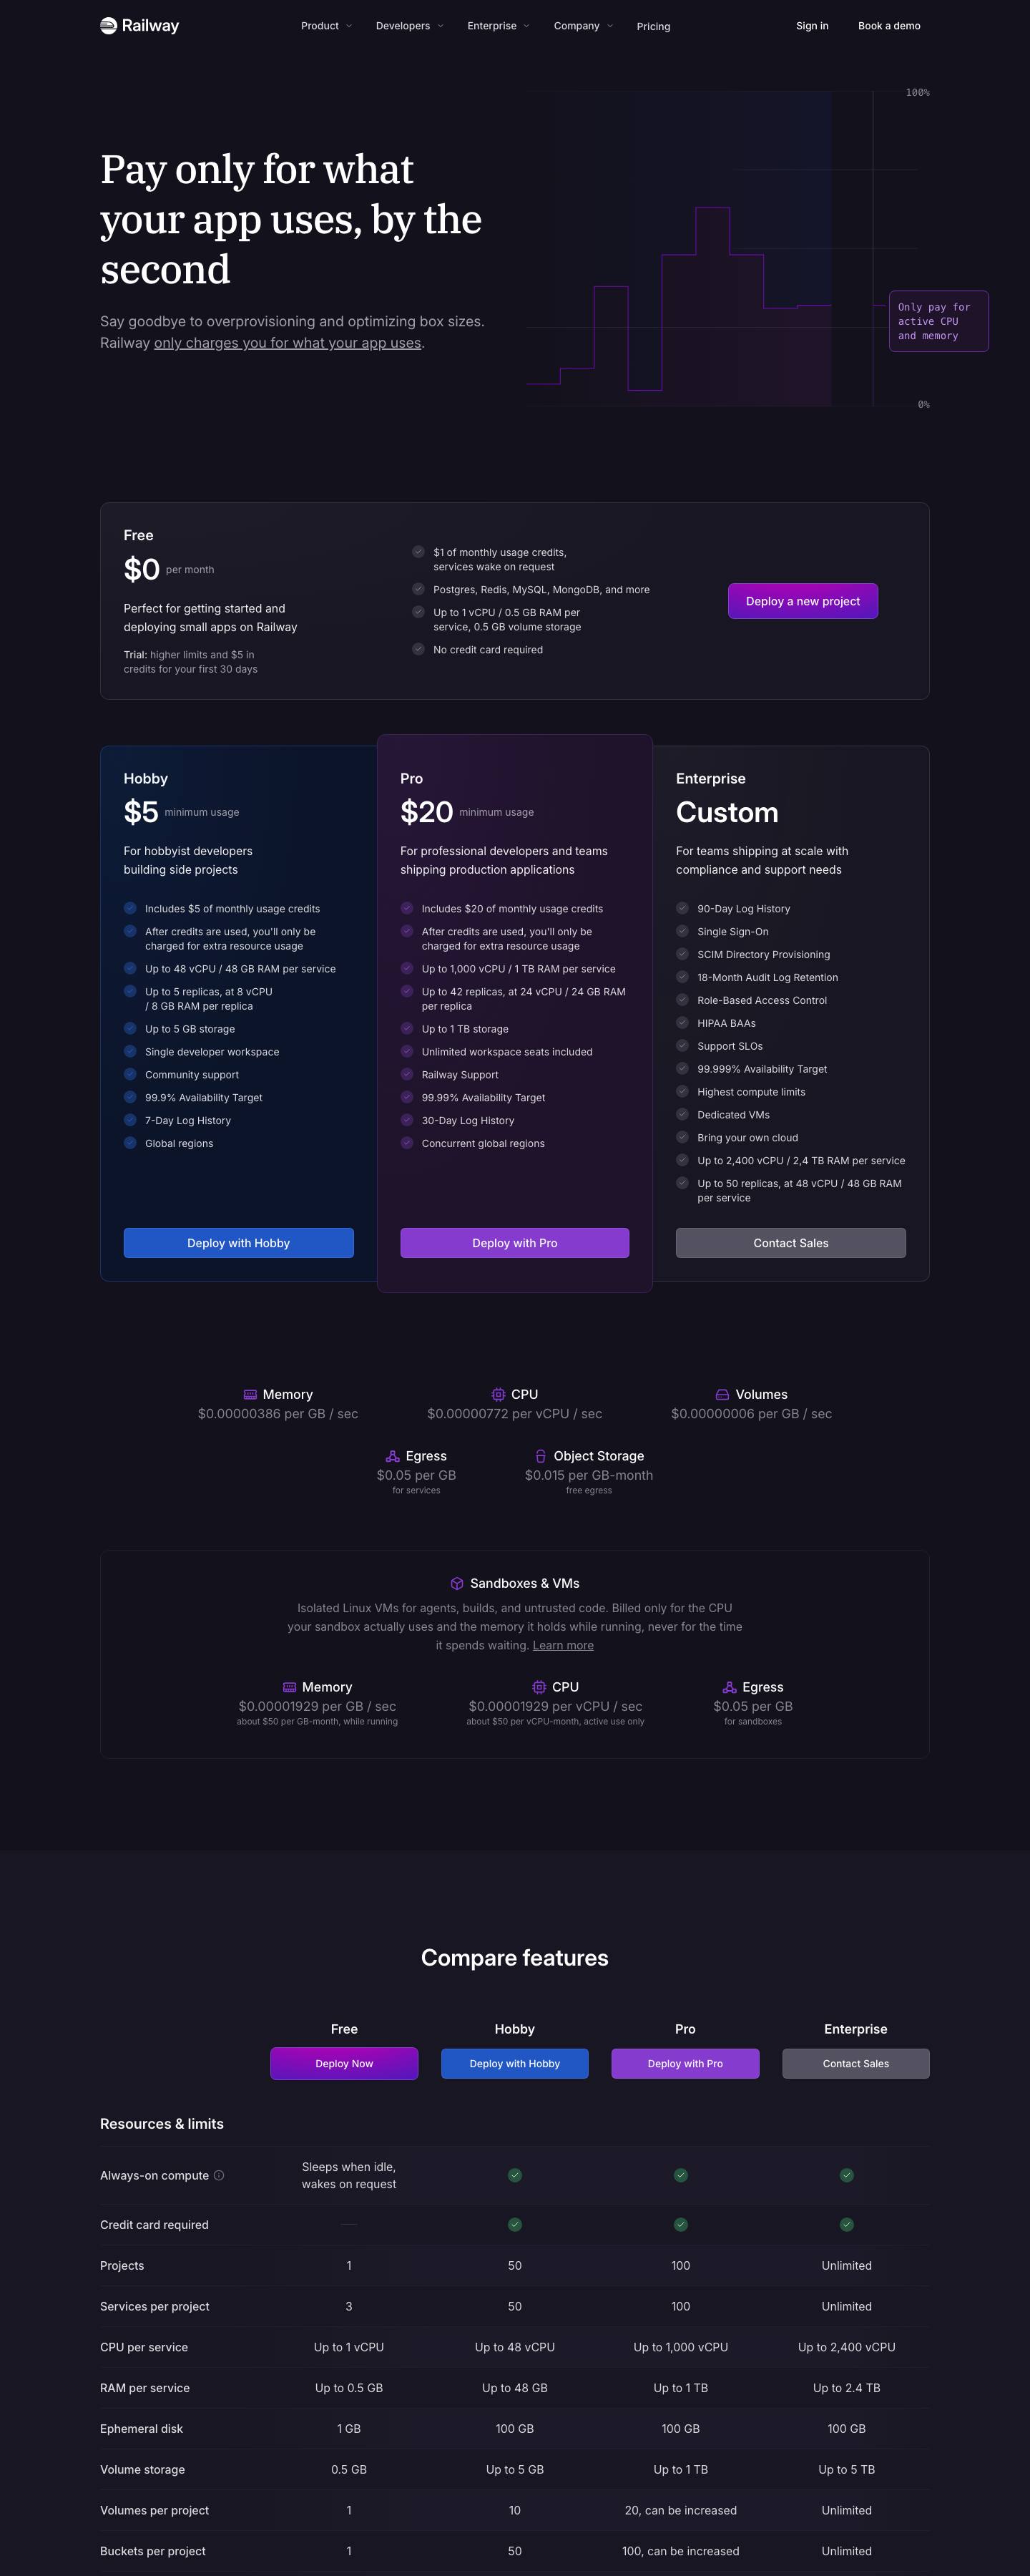 Railway
Product
Developers
Enterprise
Company
Pricing
Sign in
Book a demo
100%
Pay only for what
your app uses, by the
second
Say goodbye to overprovisioning and optimizing box sizes.
Railway only charges you for what your app uses.
Only pay for
active CPU
and memory
0%
Free
$0 per month
Perfect for getting started and
deploying small apps on Railway
Trial: higher limits and $5 in
credits for your first 30 days
$1 of monthly usage credits,
services wake on request
Postgres, Redis, MySQL, MongoDB, and more
Up to 1 vCPU / 0.5 GB RAM per
service, 0.5 GB volume storage
No credit card required
Deploy a new project
Hobby
$5 minimum usage
For hobbyist developers
building side projects
Includes $5 of monthly usage credits
After credits are used, you'll only be
charged for extra resource usage
Up to 48 vCPU / 48 GB RAM per service
Up to 5 replicas, at 8 vCPU
/ 8 GB RAM per replica
Up to 5 GB storage
Single developer workspace
Community support
99.9% Availability Target
7-Day Log History
Global regions
Deploy with Hobby
Pro
$20 minimum usage
For professional developers and teams
shipping production applications
Includes $20 of monthly usage credits
After credits are used, you'll only be
charged for extra resource usage
Up to 1,000 vCPU / 1 TB RAM per service
Up to 42 replicas, at 24 vCPU / 24 GB RAM
per replica
Up to 1 TB storage
Unlimited workspace seats included
Railway Support
99.99% Availability Target
30-Day Log History
Concurrent global regions
Deploy with Pro
Enterprise
Custom
For teams shipping at scale with
compliance and support needs
90-Day Log History
Single Sign-On
SCIM Directory Provisioning
18-Month Audit Log Retention
Role-Based Access Control
HIPAA BAAs
Support SLOs
99.999% Availability Target
Highest compute limits
Dedicated VMs
Bring your own cloud
Up to 2,400 vCPU / 2,4 TB RAM per service
Up to 50 replicas, at 48 vCPU / 48 GB RAM
per service
Contact Sales
Memory
$0.00000386 per GB / sec
CPU
$0.00000772 per vCPU / sec
Volumes
$0.00000006 per GB / sec
Egress
$0.05 per GB
for services
Object Storage
$0.015 per GB-month
free egress
Sandboxes & VMs
Isolated Linux VMs for agents, builds, and untrusted code. Billed only for the CPU
your sandbox actually uses and the memory it holds while running, never for the time
it spends waiting. Learn more
Memory
$0.00001929 per GB / sec
about $50 per GB-month, while running
CPU
$0.00001929 per vCPU / sec
about $50 per vCPU-month, active use only
Egress
$0.05 per GB
for sandboxes
Compare features
Free Hobby Pro Enterprise
Deploy Now Deploy with Hobby Deploy with Pro Contact Sales
Resources & limits
Always-on compute Sleeps when idle,
wakes on request
Credit card required
Projects 1 50 100 Unlimited
Services per project 3 50 100 Unlimited
CPU per service Up to 1 vCPU Up to 48 vCPU Up to 1,000 vCPU Up to 2,400 vCPU
RAM per service Up to 0.5 GB Up to 48 GB Up to 1 TB Up to 2.4 TB
Ephemeral disk 1 GB 100 GB 100 GB 100 GB
Volume storage 0.5 GB Up to 5 GB Up to 1 TB Up to 5 TB
Volumes per project 1 10 20, can be increased Unlimited
Buckets per project 1 50 100, can be increased Unlimited